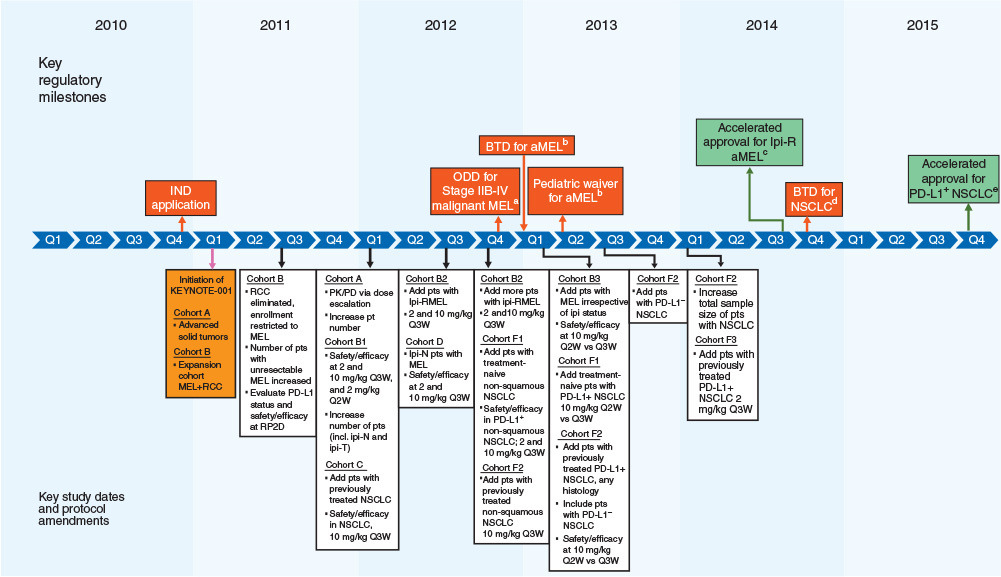 2010
2011
2012
2013
2014
2015
Key
regulatory
milestones
IND
application
ODD for
Stage IIB-IV
malignant MELa
BTD for aMELb
Pediatric waiver
for aMELb
Accelerated
approval for Ipi-R
aMELc
BTD for
NSCLCd
Accelerated
approval for
PD-L1+ NSCLCe
Q1 Q2 Q3 Q4 Q1 Q2 Q3 Q4 Q1 Q2 Q3 Q4 Q1 Q2 Q3 Q4 Q1 Q2 Q3 Q4 Q1 Q2 Q3 Q4
Initiation of
KEYNOTE-001
Cohort A
▪ Advanced
solid tumors
Cohort B
▪ Expansion
cohort
MEL+RCC
Cohort B
▪ RCC
eliminated,
enrollment
restricted to
MEL
▪ Number of pts
with
unresectable
MEL increased
▪ Evaluate PD-L1
status and
safety/efficacy
at RP2D
Cohort A
▪ PK/PD via dose
escalation
▪ Increase pt
number
Cohort B1
▪ Safety/efficacy
at 2 and
10 mg/kg Q3W,
and 2 mg/kg
Q2W
▪ Increase
number of pts
(incl. ipi-N and
ipi-T)
Cohort C
▪ Add pts with
previously
treated NSCLC
▪ Safety/efficacy
in NSCLC,
10 mg/kg Q3W
Cohort B2
▪ Add pts with
Ipi-RMEL
▪ 2 and 10 mg/kg
Q3W
Cohort D
▪ Ipi-N pts with
MEL
▪ Safety/efficacy
at 2 and
10 mg/kg Q3W
Cohort B2
▪ Add more pts
with ipi-RMEL
▪ 2 and10 mg/kg
Q3W
Cohort F1
▪ Add pts with
treatment-
naive
non-squamous
NSCLC
▪ Safety/efficacy
in PD-L1+
non-squamous
NSCLC; 2 and
10 mg/kg Q3W
Cohort F2
▪ Add pts with
previously
treated
non-squamous
NSCLC
10 mg/kg Q3W
Cohort B3
▪ Add pts with
MEL irrespective
of ipi status
▪ Safety/efficacy
at 10 mg/kg
Q2W vs Q3W
Cohort F1
▪ Add treatment-
naive pts with
PD-L1+ NSCLC
10 mg/kg Q2W
vs Q3W
Cohort F2
▪ Add pts with
previously
treated PD-L1+
NSCLC, any
histology
▪ Include pts
with PD-L1−
NSCLC
▪ Safety/efficacy
at 10 mg/kg
Q2W vs Q3W
Cohort F2
▪ Add pts
with PD-L1−
NSCLC
Cohort F2
▪ Increase
total sample
size of pts
with NSCLC
Cohort F3
▪ Add pts with
previously
treated
PD-L1+
NSCLC 2
mg/kg Q3W
Key study dates
and protocol
amendments